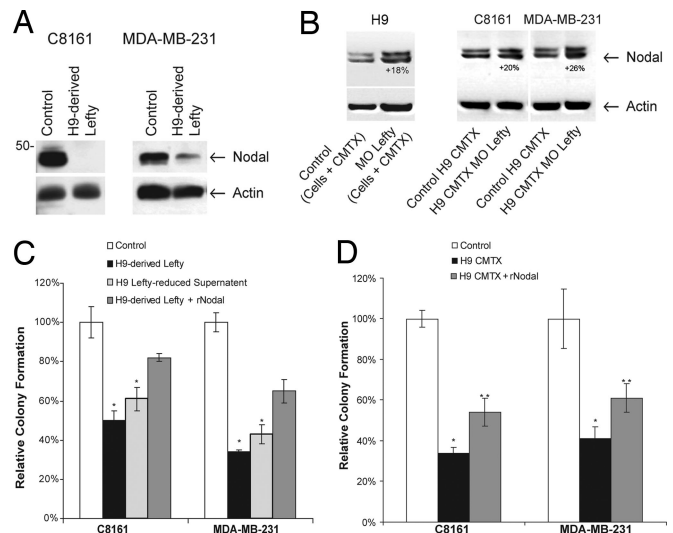 A
C8161
MDA-MB-231
Control
H9-derived
Lefty
Control
H9-derived
Lefty
50-
← Nodal
← Actin
B
H9
C8161
MDA-MB-231
+18%
+20%
+26%
← Nodal
← Actin
Control
(Cells + CMTX)
MO Lefty
(Cells + CMTX)
Control H9 CMTX
H9 CMTX MO Lefty
Control H9 CMTX
H9 CMTX MO Lefty
C
Control
H9-derived Lefty
H9 Lefty-reduced Supernatent
H9-derived Lefty + rNodal
Relative Colony Formation
120%
100%
80%
60%
40%
20%
0%
*
*
*
*
C8161
MDA-MB-231
D
Control
H9 CMTX
H9 CMTX + rNodal
Relative Colony Formation
120%
100%
80%
60%
40%
20%
0%
*
**
*
**
C8161
MDA-MB-231